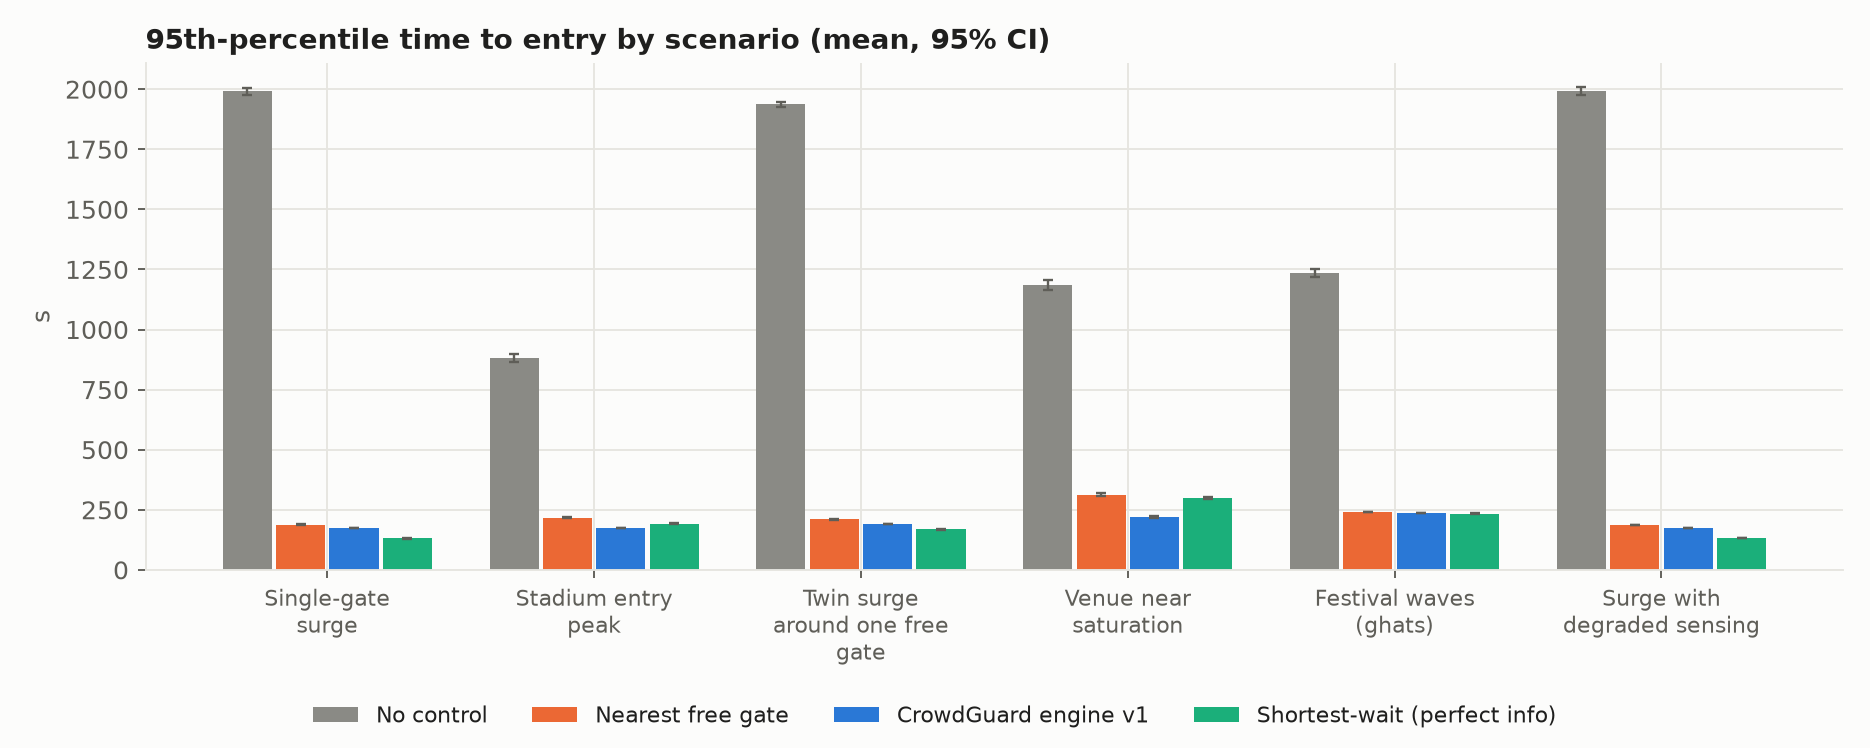 95th-percentile time to entry by scenario (mean, 95% CI)
2000
1750
1500
1250
1000
750
500
250
0
s
Single-gate
surge
Stadium entry
peak
Twin surge
around one free
gate
Venue near
saturation
Festival waves
(ghats)
Surge with
degraded sensing
No control
Nearest free gate
CrowdGuard engine v1
Shortest-wait (perfect info)